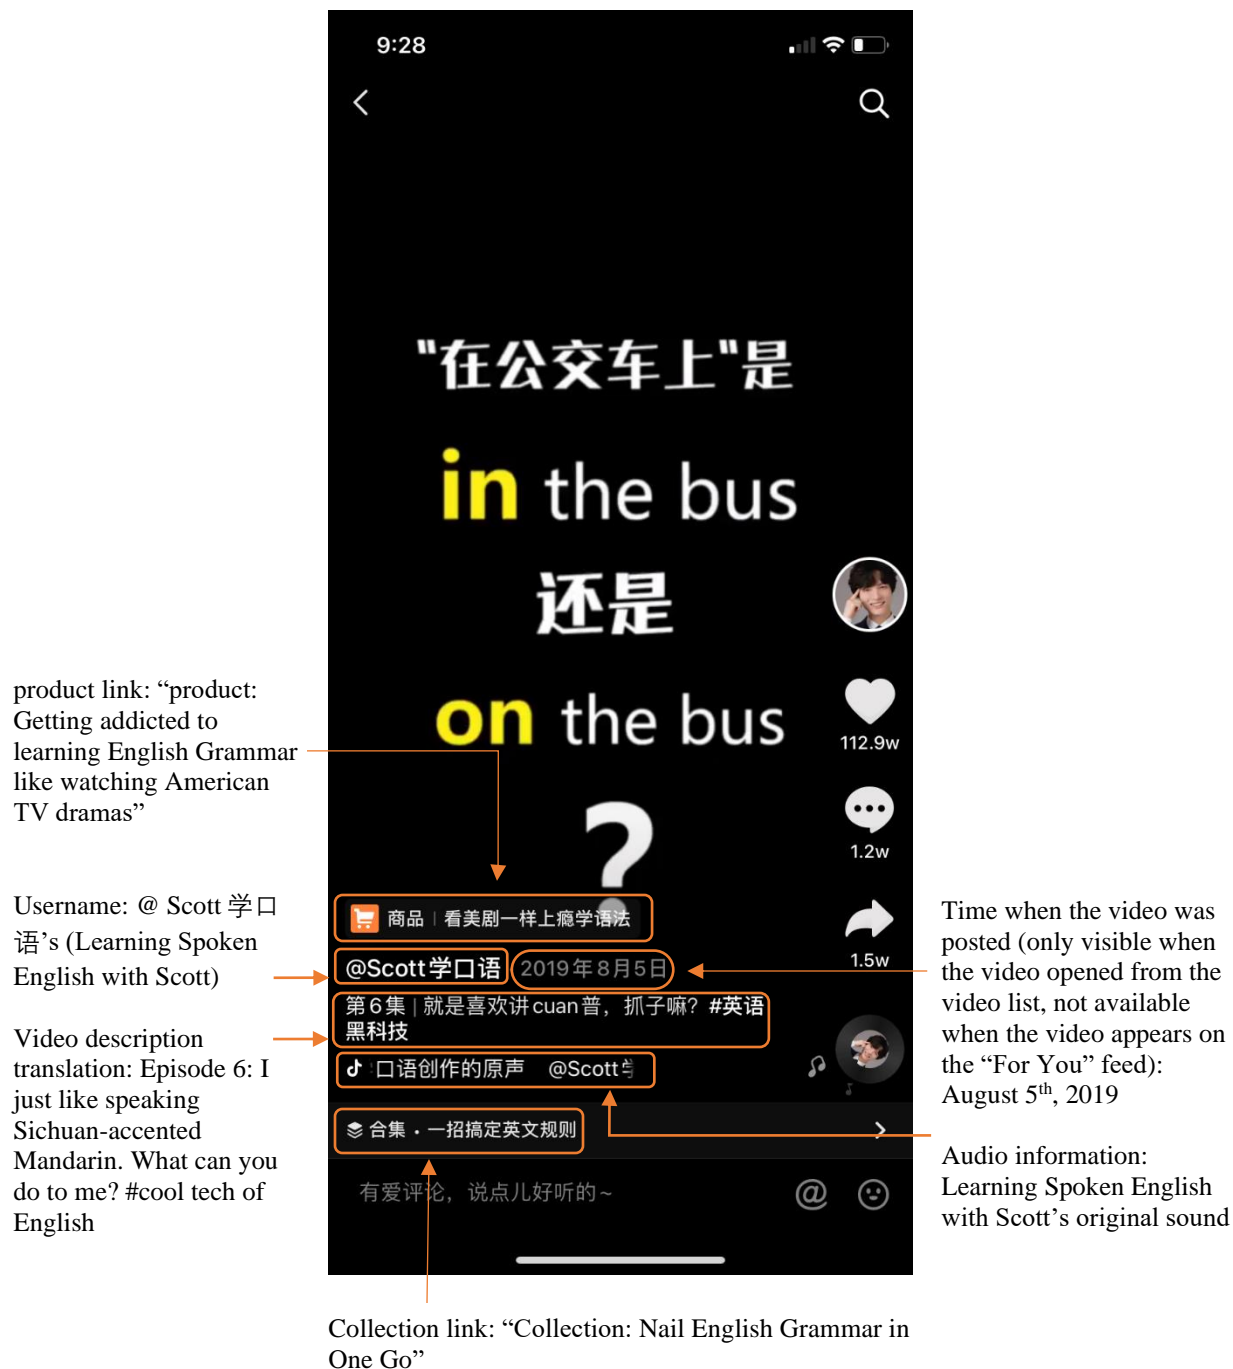 9:28
"在公交车上"是
in the bus
还是
on the bus
?
112.9w
1.2w
1.5w
商品 | 看美剧一样上瘾学语法
@Scott学口语 2019年8月5日
第6集 | 就是喜欢讲cuan普，抓子嘛？#英语
黑科技
口语创作的原声 @Scott学
合集 · 一招搞定英文规则
有爱评论，说点儿好听的~
product link: “product:
Getting addicted to
learning English Grammar
like watching American
TV dramas”
Username: @ Scott 学口
语’s (Learning Spoken
English with Scott)
Video description
translation: Episode 6: I
just like speaking
Sichuan-accented
Mandarin. What can you
do to me? #cool tech of
English
Time when the video was
posted (only visible when
the video opened from the
video list, not available
when the video appears on
the “For You” feed):
August 5th, 2019
Audio information:
Learning Spoken English
with Scott’s original sound
Collection link: “Collection: Nail English Grammar in
One Go”